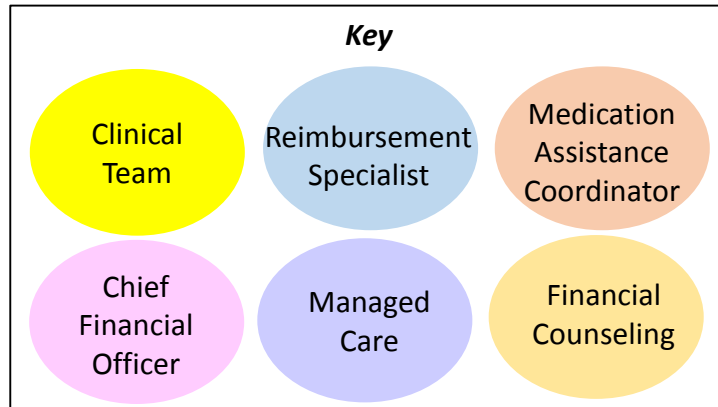 Key
Clinical
Team
Reimbursement
Specialist
Medication
Assistance
Coordinator
Chief
Financial
Officer
Managed
Care
Financial
Counseling